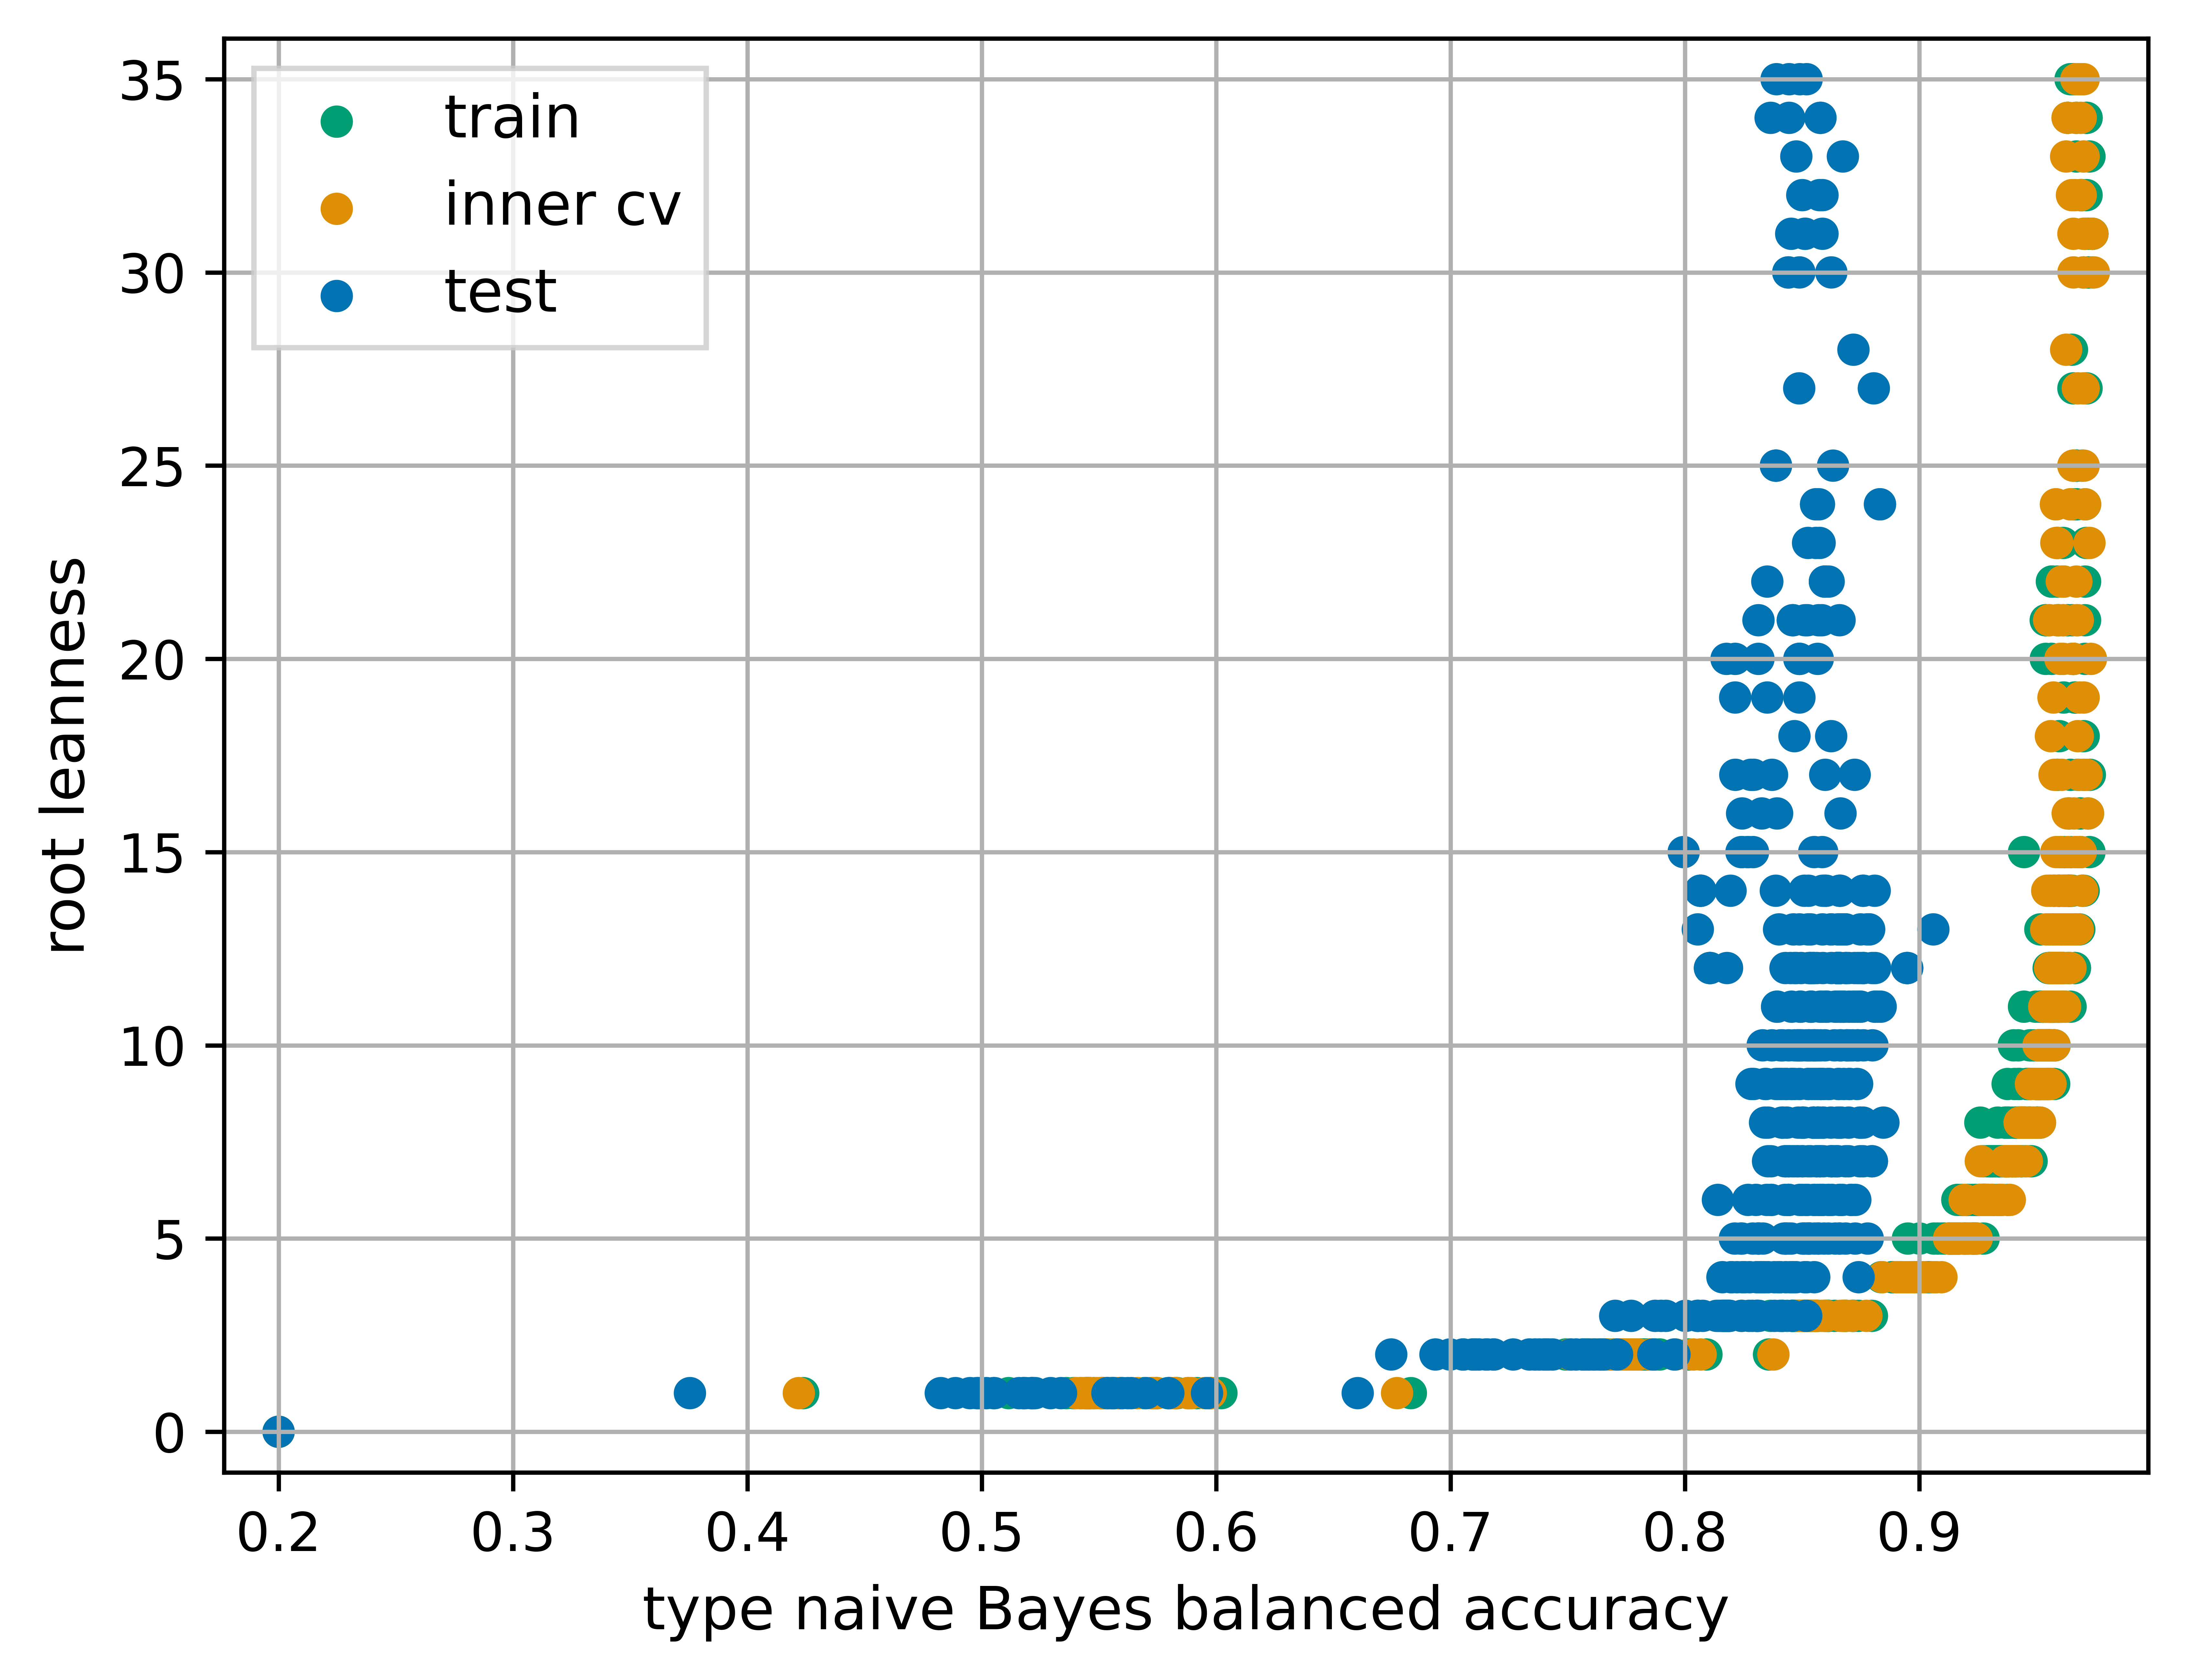 35
30
25
20
15
10
5
0
root leanness
train
inner cv
test
0.2 0.3 0.4 0.5 0.6 0.7 0.8 0.9
type naive Bayes balanced accuracy